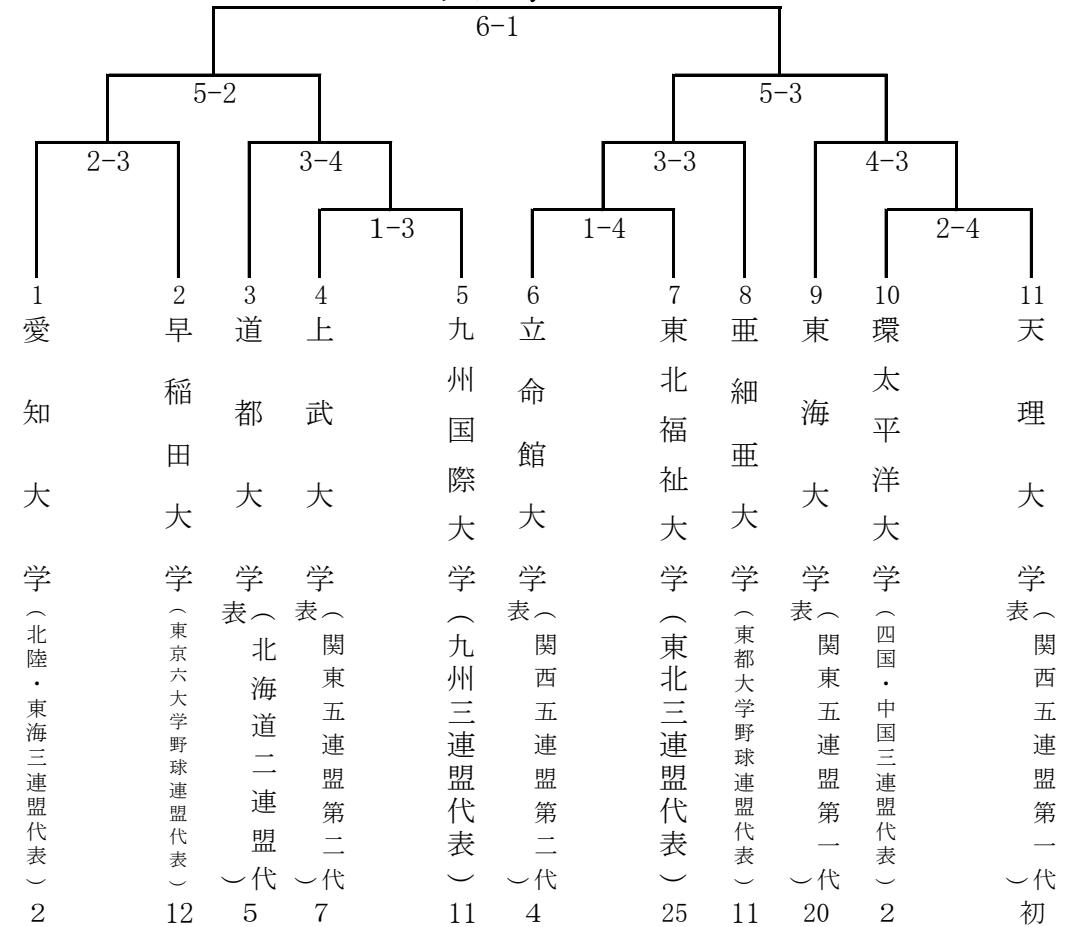 6-1
5-2
5-3
2-3
3-4
3-3
4-3
1-3
1-4
2-4
1
愛知大学
（北陸・東海三連盟代表）
2
2
早稲田大学
（東京六大学野球連盟代表）
12
3
道都大学
（北海道二連盟代表）
5
4
上武大学
（関東五連盟第二代表）
7
5
九州国際大学
（九州三連盟代表）
11
6
立命館大学
（関西五連盟第二代表）
4
7
東北福祉大学
（東北三連盟代表）
25
8
亜細亜大学
（東都大学野球連盟代表）
11
9
東海大学
（関東五連盟第一代表）
20
10
環太平洋大学
（四国・中国三連盟代表）
2
11
天理大学
（関西五連盟第一代表）
初